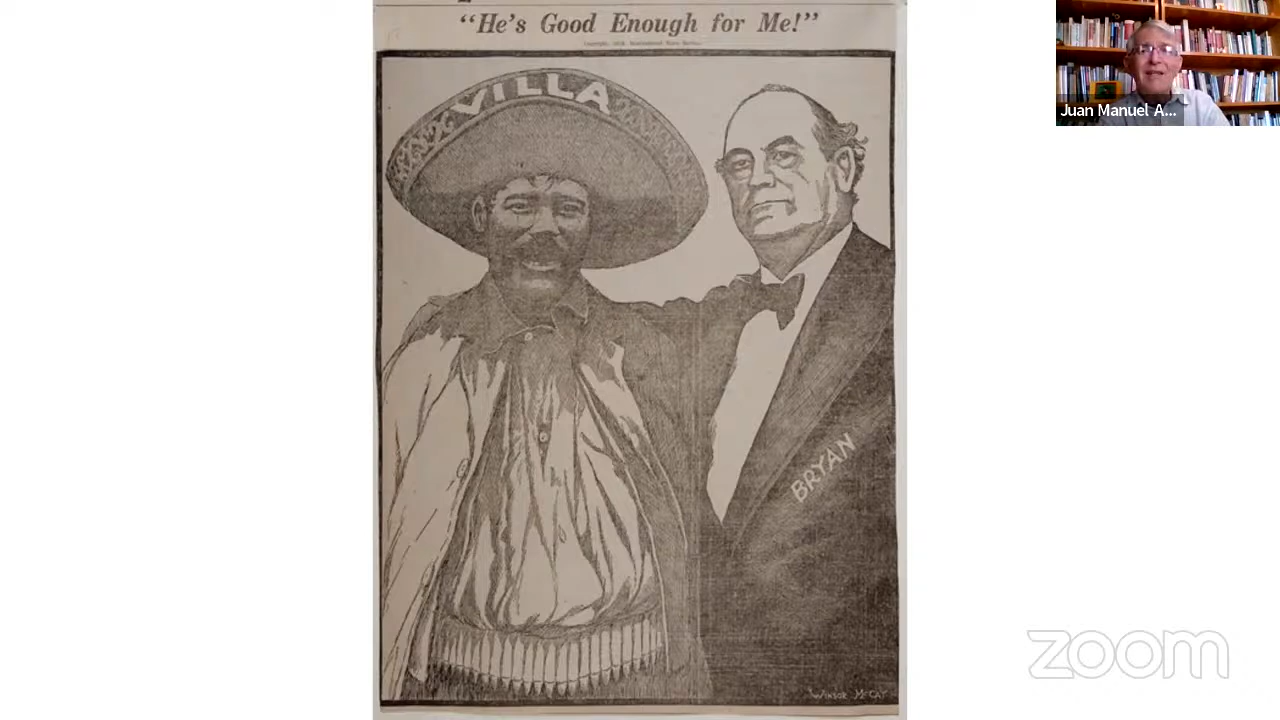 “He's Good Enough for Me!”
VILLA
BRYAN
WINSOR McCAY
Juan Manuel A...
zoom